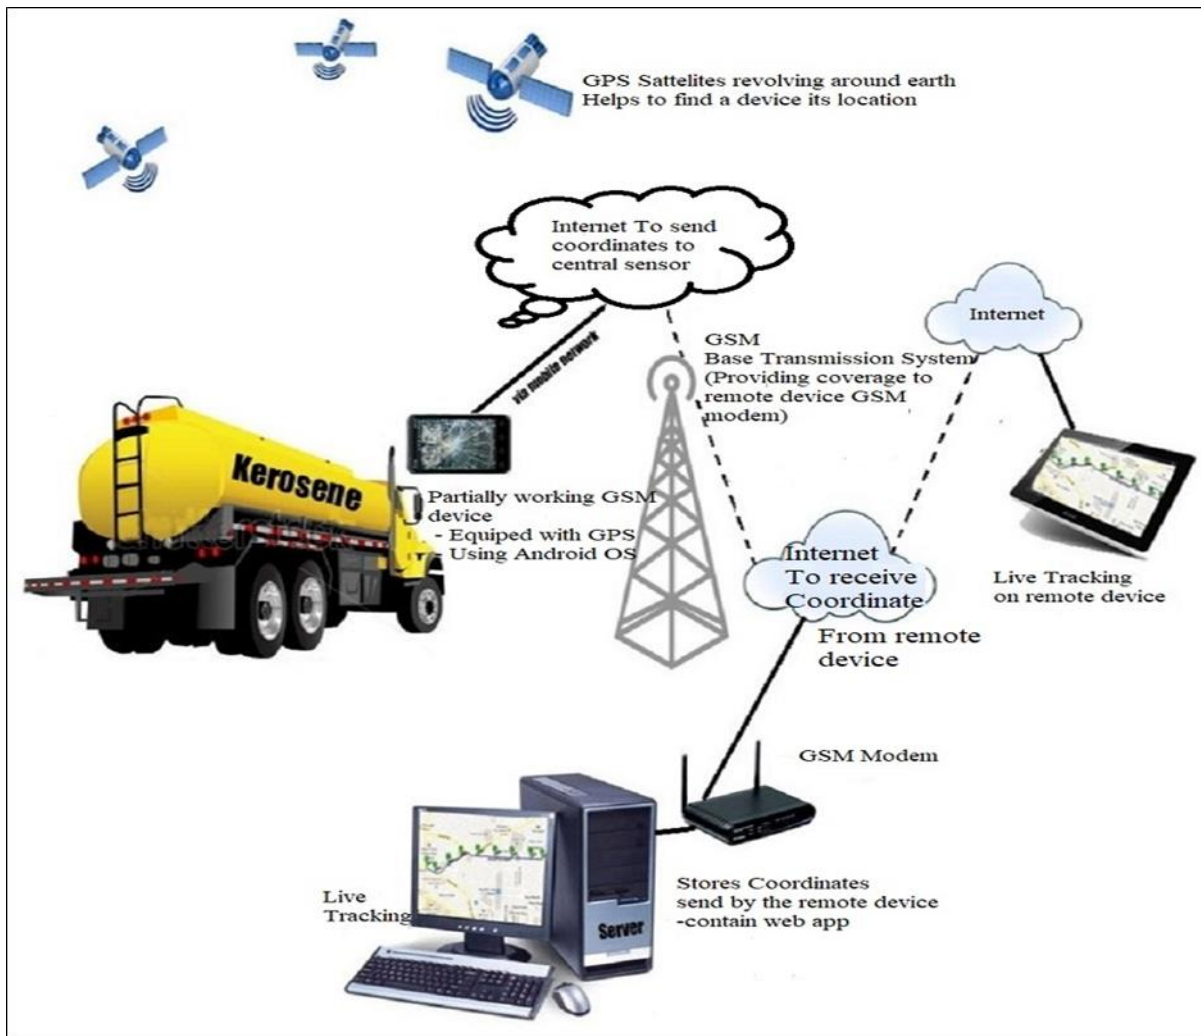 GPS Sattelites revolving around earth
Helps to find a device its location
Internet To send
coordinates to
central sensor
Internet
GSM
Base Transmission System
(Providing coverage to
remote device GSM
modem)
via mobile network
Kerosene
Partially working GSM
device
- Equiped with GPS
- Using Android OS
Internet
To receive
Coordinate
From remote
device
Live Tracking
on remote device
GSM Modem
Live
Tracking
Stores Coordinates
send by the remote device
-contain web app
Server